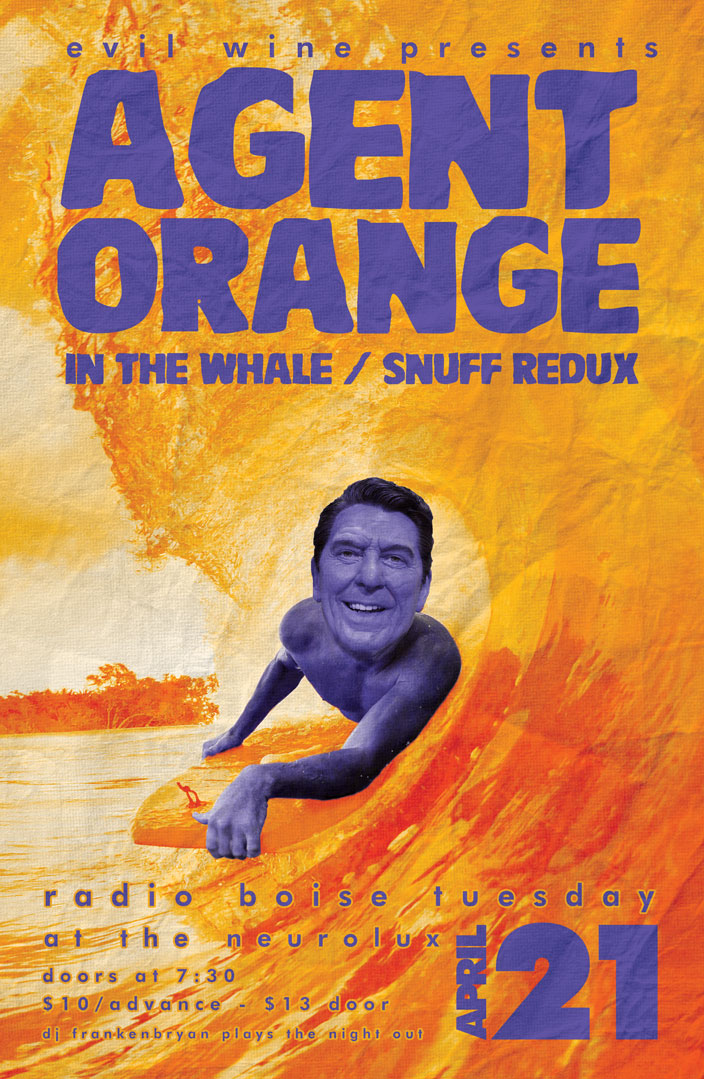 evil wine presents
AGENT
ORANGE
IN THE WHALE / SNUFF REDUX
radio boise tuesday
at the neurolux
doors at 7:30
$10/advance - $13 door
dj frankenbryan plays the night out
APRIL 21